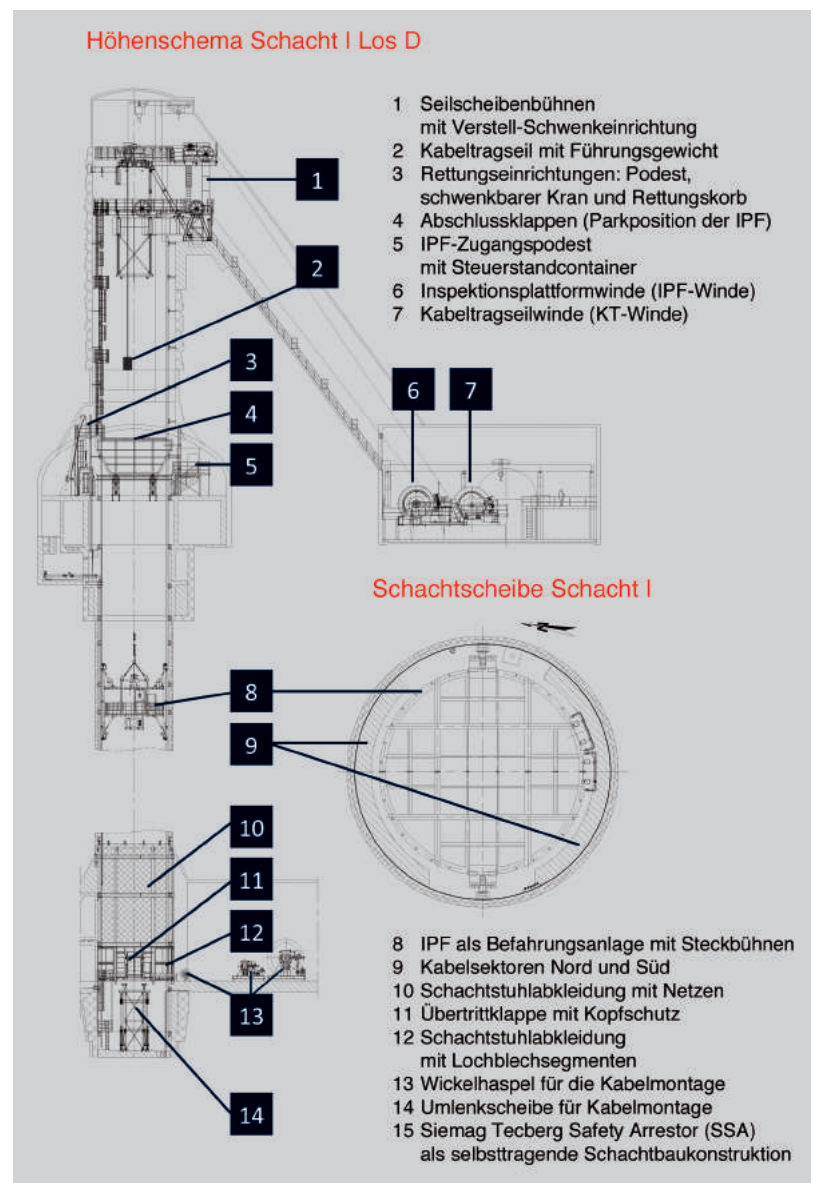 Höhenschema Schacht I Los D
1 Seilscheibenbühnen
mit Verstell-Schwenkeinrichtung
2 Kabeltragseil mit Führungsgewicht
3 Rettungseinrichtungen: Podest,
schwenkbarer Kran und Rettungskorb
4 Abschlussklappen (Parkposition der IPF)
5 IPF-Zugangspodest
mit Steuerstandcontainer
6 Inspektionsplattformwinde (IPF-Winde)
7 Kabeltragseilwinde (KT-Winde)
1
2
3
4
5
6 7
Schachtscheibe Schacht I
8
9
10
11
12
13
14
8 IPF als Befahrungsanlage mit Steckbühnen
9 Kabelsektoren Nord und Süd
10 Schachtstuhlabkleidung mit Netzen
11 Übertrittklappe mit Kopfschutz
12 Schachtstuhlabkleidung
mit Lochblechsegmenten
13 Wickelhaspel für die Kabelmontage
14 Umlenkscheibe für Kabelmontage
15 Siemag Tecberg Safety Arrestor (SSA)
als selbsttragende Schachtbaukonstruktion